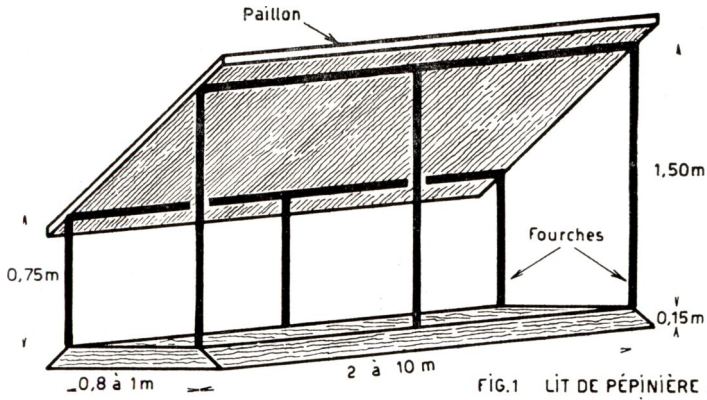 Paillon
1,50m
Fourches
0,75m
0,15m
0,8 à 1m
2 à 10 m
FIG.1 LIT DE PÉPINIÈRE